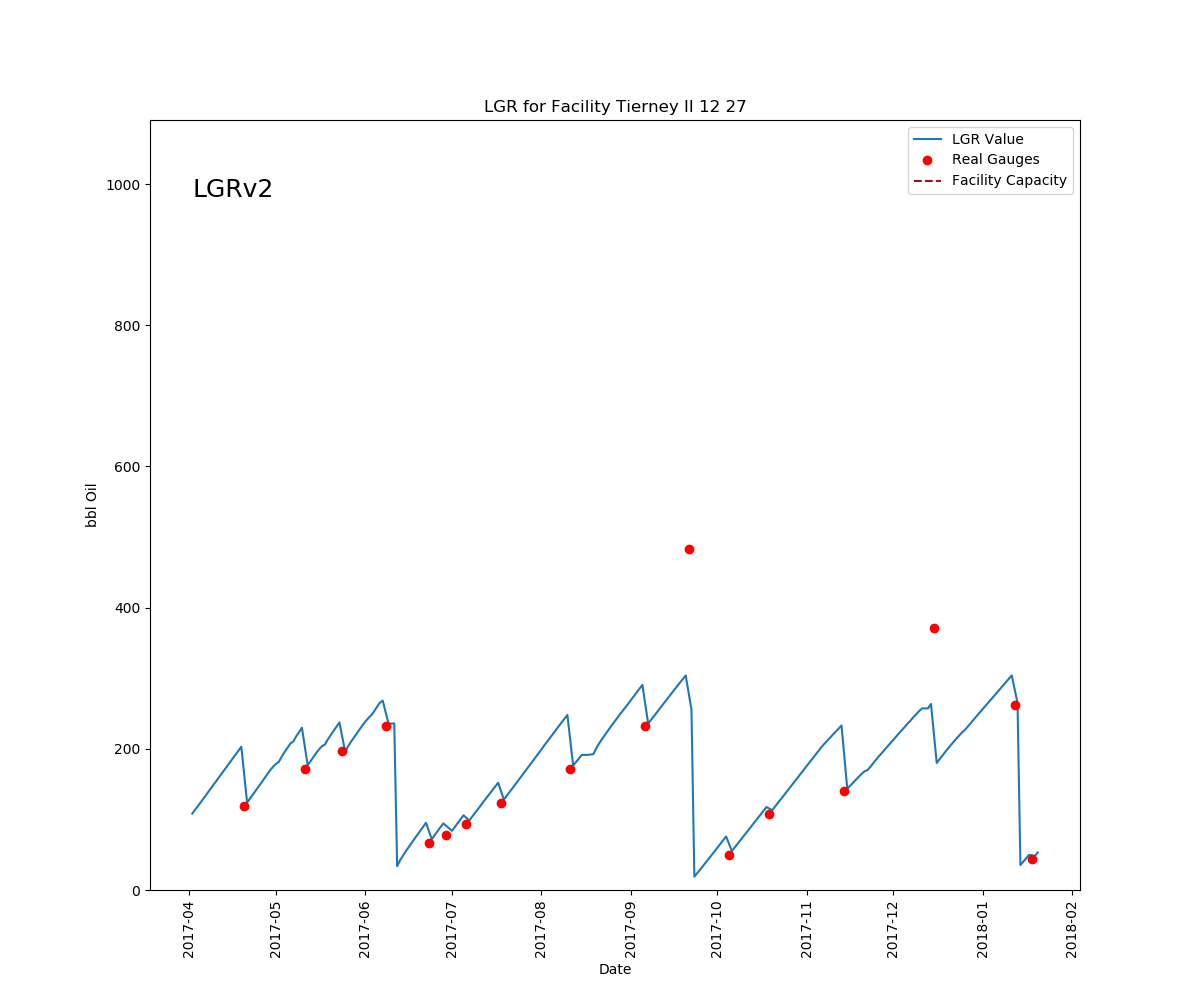 LGR for Facility Tierney II 12 27
LGRv2
LGR Value
Real Gauges
Facility Capacity
1000
800
600
400
200
0
bbl Oil
2017-04
2017-05
2017-06
2017-07
2017-08
2017-09
2017-10
2017-11
2017-12
2018-01
2018-02
Date